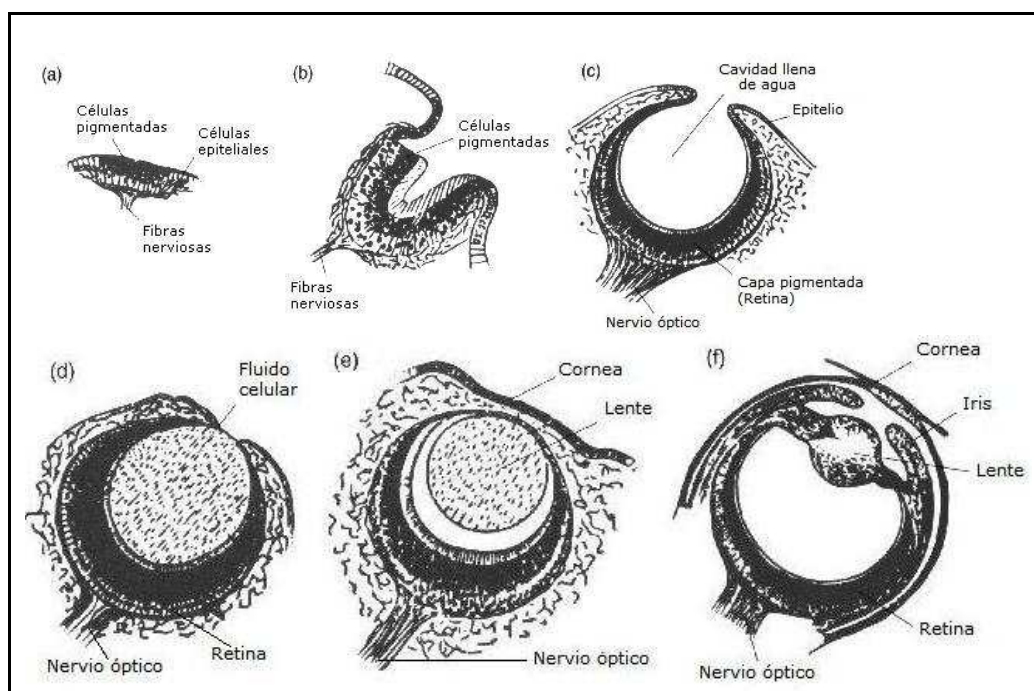 (a)
Células
pigmentadas
Células
epiteliales
Fibras
nerviosas
(b)
Células
pigmentadas
Fibras
nerviosas
(c)
Cavidad llena
de agua
Epitelio
Capa pigmentada
(Retina)
Nervio óptico
(d)
Fluido
celular
Nervio óptico
Retina
(e)
Cornea
Lente
Nervio óptico
(f)
Cornea
Iris
Lente
Retina
Nervio óptico